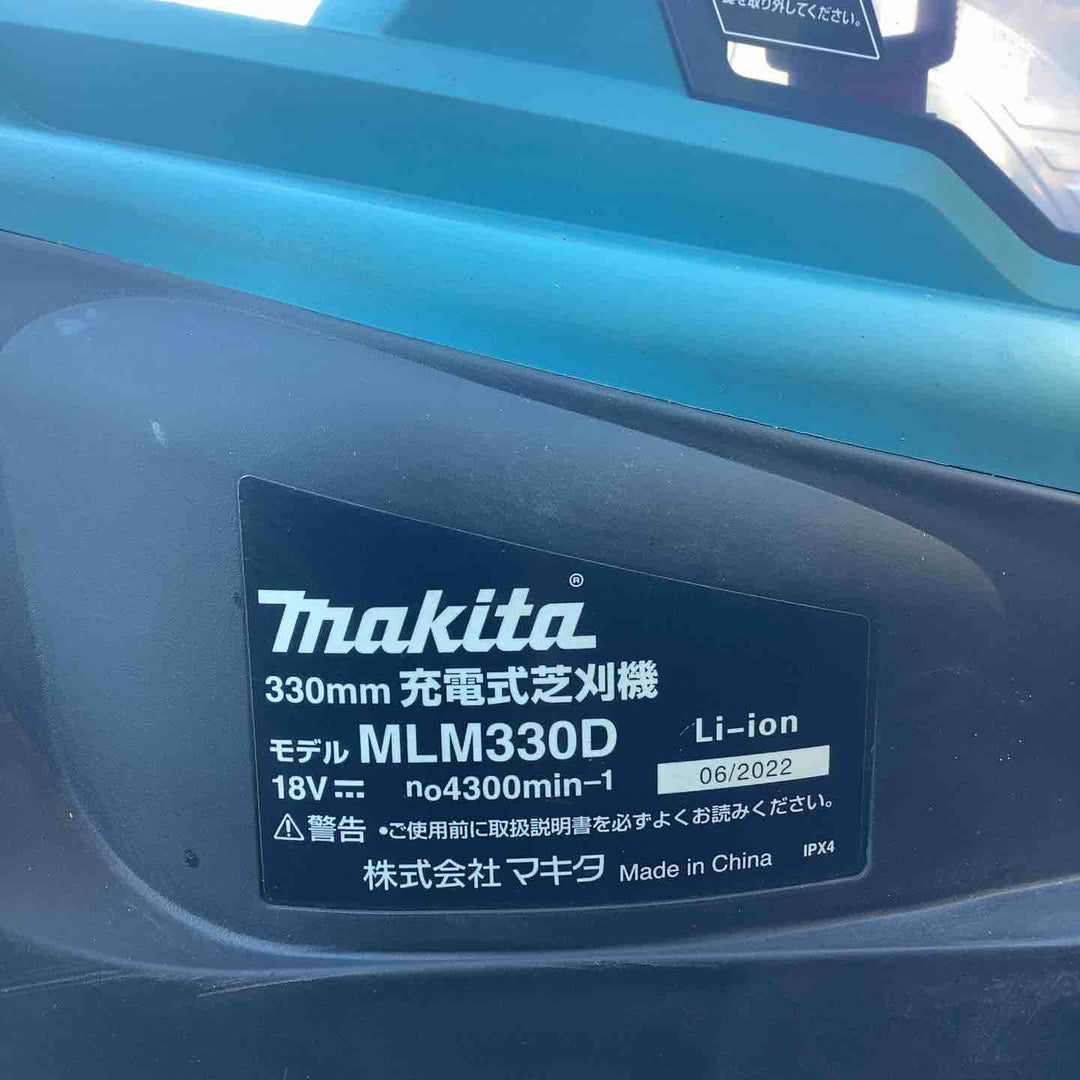 を取り外してください。
makita®
330mm 充電式芝刈機
モデル MLM330D
Li-ion
18V⎓ no4300min-1
06/2022
⚠警告 •ご使用前に取扱説明書を必ずよくお読みください。
株式会社 マキタ Made in China
IPX4